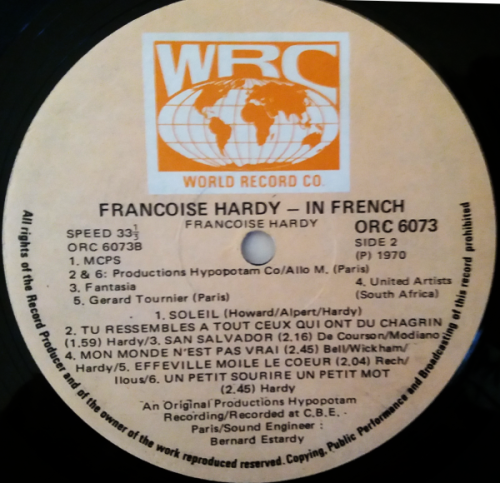 WRC
WORLD RECORD CO.
FRANCOISE HARDY – IN FRENCH
FRANCOISE HARDY
SPEED 33⅓
ORC 6073B
ORC 6073
SIDE 2
(P) 1970
1. MCPS
2 & 6: Productions Hypopotam Co/Allo M, (Paris)
3. Fantasia
4. United Artists
(South Africa)
5. Gerard Tournier (Paris)
1. SOLEIL (Howard/Alpert/Hardy)
2. TU RESSEMBLES A TOUT CEUX QUI ONT DU CHAGRIN
(1.59) Hardy/3. SAN SALVADOR (2.16) De Courson/Modiano
4. MON MONDE N'EST PAS VRAI (2.45) Bell/Wickham/
Hardy/5. EFFEVILLE MOILE LE COEUR (2.04) Rech/
Ilous/6. UN PETIT SOURIRE UN PETIT MOT
(2.45) Hardy
An Original Productions Hypopotam
Recording/Recorded at C.B.E. -
Paris/Sound Engineer :
Bernard Estardy
All rights of the Record Producer and of the owner of the work reproduced reserved. Copying, Public Performance and Broadcasting of this record prohibited